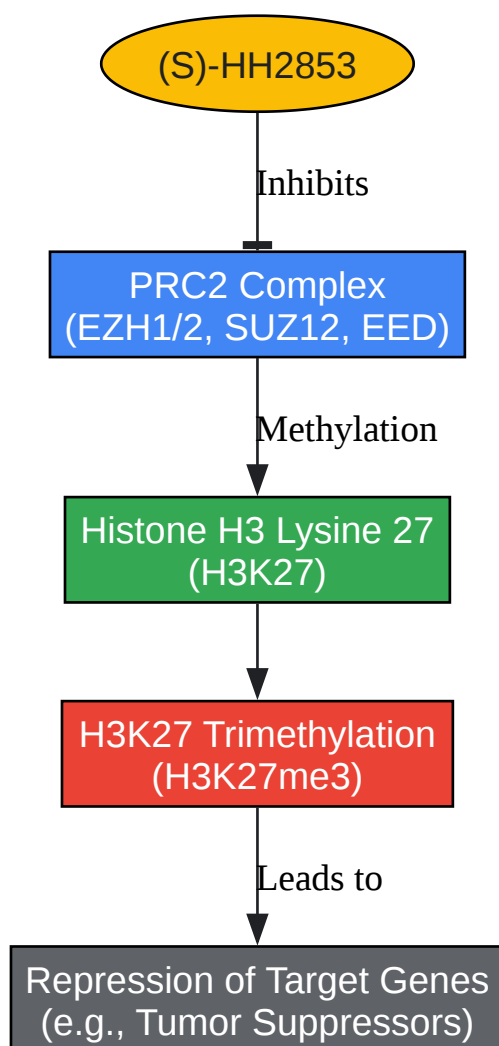 (S)-HH2853
Inhibits
PRC2 Complex
(EZH1/2, SUZ12, EED)
Methylation
Histone H3 Lysine 27
(H3K27)
H3K27 Trimethylation
(H3K27me3)
Leads to
Repression of Target Genes
(e.g., Tumor Suppressors)